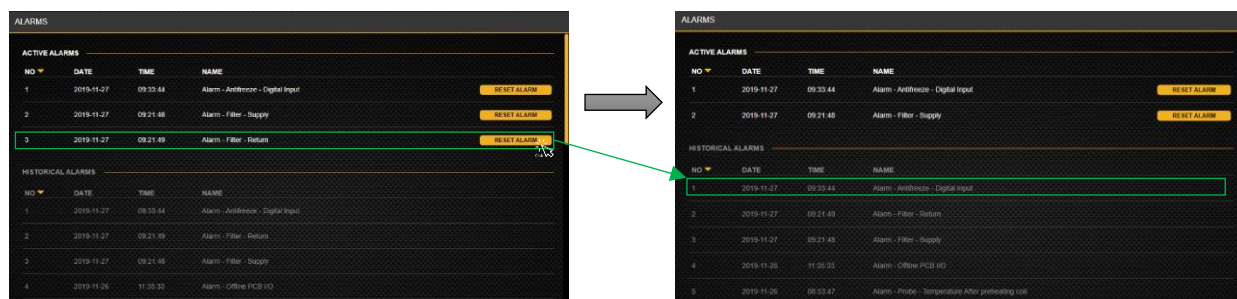 ALARMS
ACTIVE ALARMS
NO DATE TIME NAME
1 2019-11-27 09:33:44 Alarm - Antifreeze - Digital Input RESET ALARM
2 2019-11-27 09:21:48 Alarm - Filter - Supply RESET ALARM
3 2019-11-27 09:21:49 Alarm - Filter - Return RESET ALARM
HISTORICAL ALARMS
NO DATE TIME NAME
1 2019-11-27 09:33:44 Alarm - Antifreeze - Digital Input
2 2019-11-27 09:21:49 Alarm - Filter - Return
3 2019-11-27 09:21:48 Alarm - Filter - Supply
4 2019-11-26 11:35:33 Alarm - Offline PCB I/O
ALARMS
ACTIVE ALARMS
NO DATE TIME NAME
1 2019-11-27 09:33:44 Alarm - Antifreeze - Digital Input RESET ALARM
2 2019-11-27 09:21:48 Alarm - Filter - Supply RESET ALARM
HISTORICAL ALARMS
NO DATE TIME NAME
1 2019-11-27 09:33:44 Alarm - Antifreeze - Digital Input
2 2019-11-27 09:21:49 Alarm - Filter - Return
3 2019-11-27 09:21:48 Alarm - Filter - Supply
4 2019-11-26 11:35:33 Alarm - Offline PCB I/O
5 2019-11-26 08:53:47 Alarm - Probe - Temperature After preheating coil